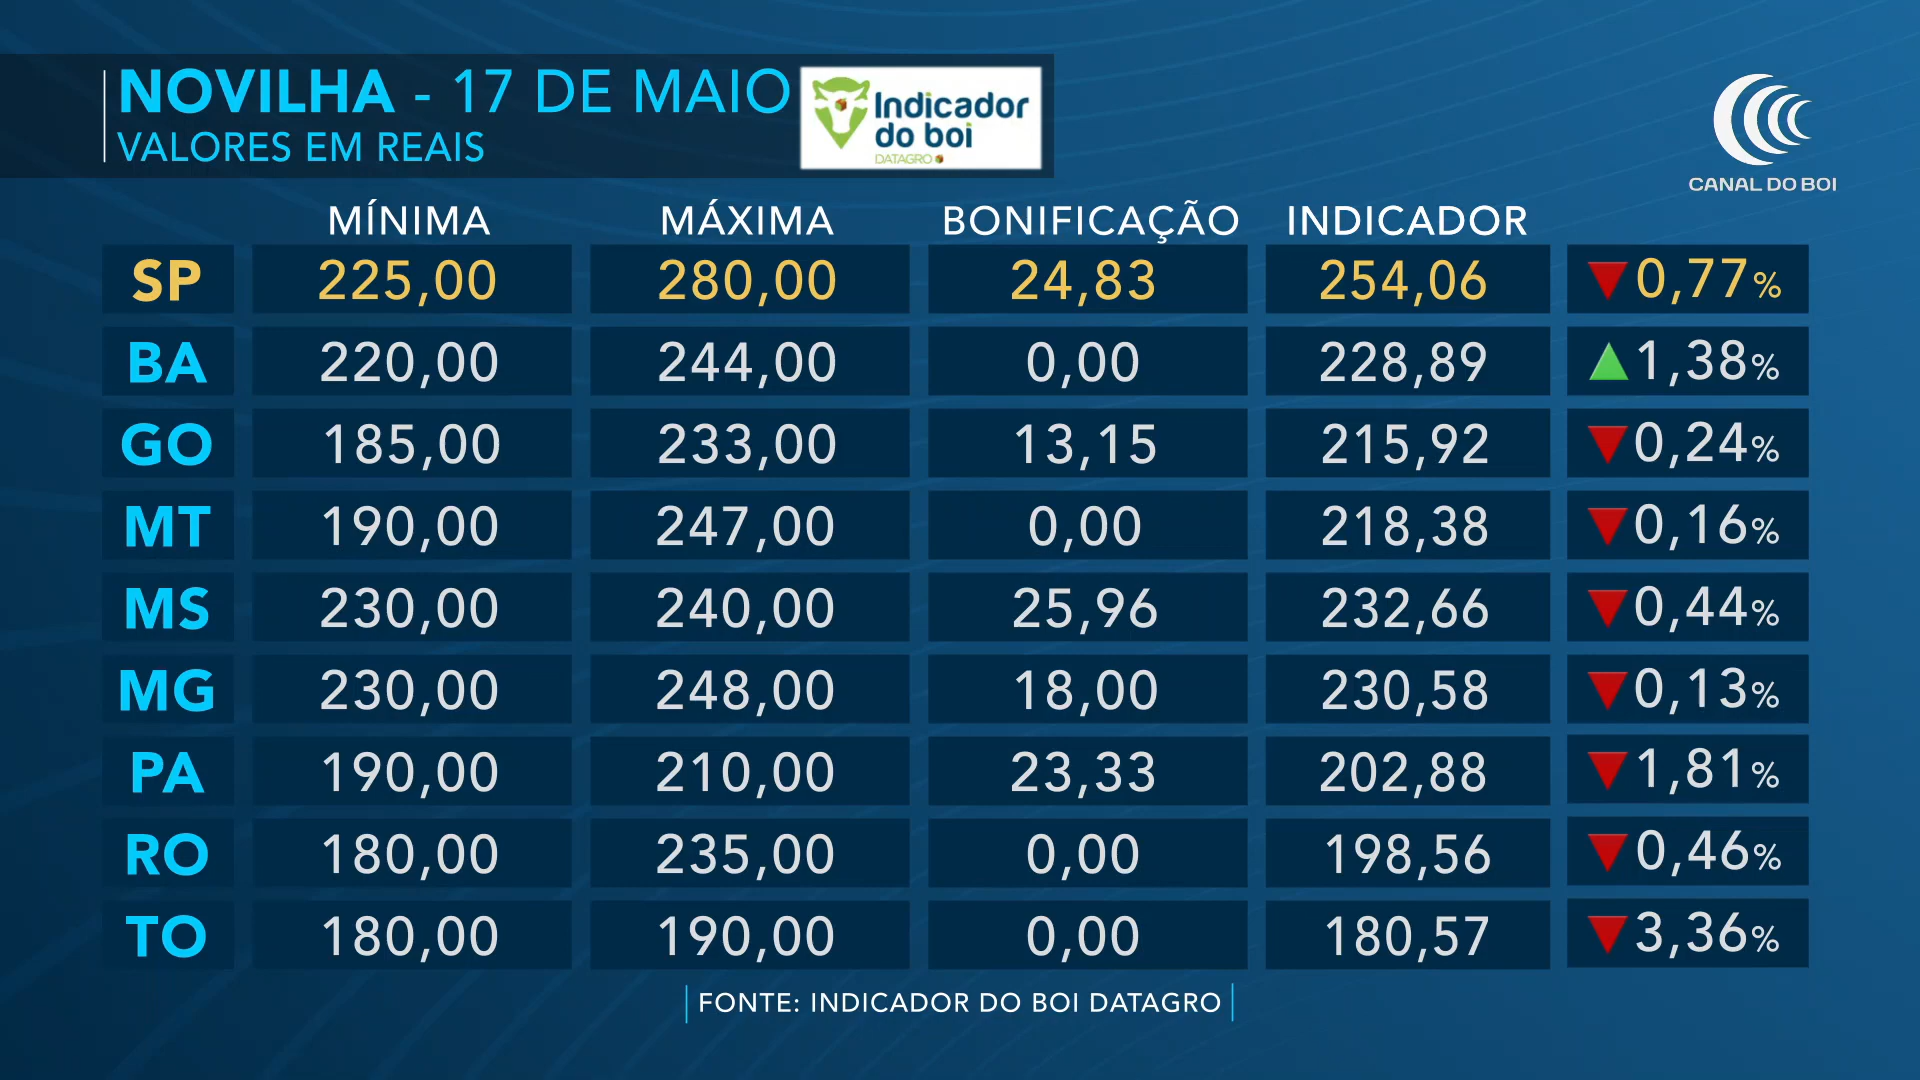 NOVILHA - 17 DE MAIO
VALORES EM REAIS
Indicador
do boi
DATAGRO
CANAL DO BOI
MÍNIMA MÁXIMA BONIFICAÇÃO INDICADOR
SP 225,00 280,00 24,83 254,06 0,77%
BA 220,00 244,00 0,00 228,89 1,38%
GO 185,00 233,00 13,15 215,92 0,24%
MT 190,00 247,00 0,00 218,38 0,16%
MS 230,00 240,00 25,96 232,66 0,44%
MG 230,00 248,00 18,00 230,58 0,13%
PA 190,00 210,00 23,33 202,88 1,81%
RO 180,00 235,00 0,00 198,56 0,46%
TO 180,00 190,00 0,00 180,57 3,36%
FONTE: INDICADOR DO BOI DATAGRO